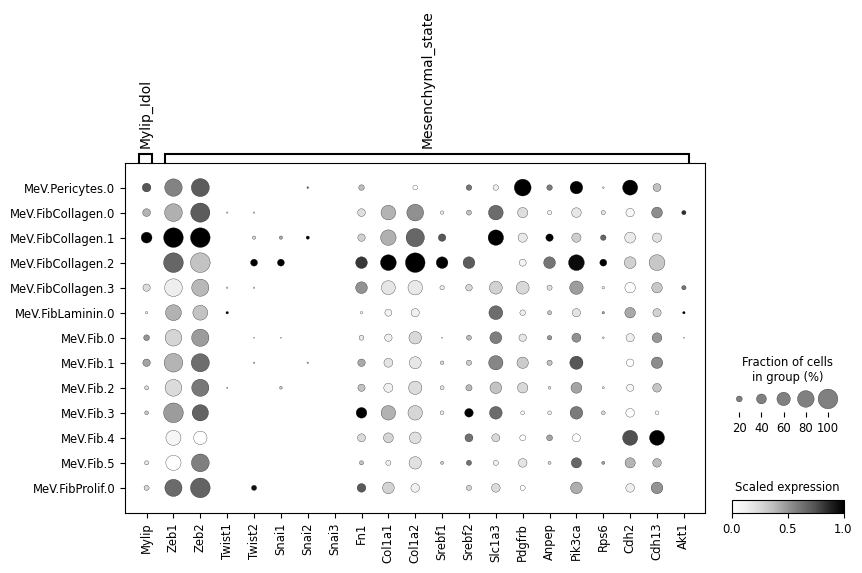 Mylip_Idol
Mesenchymal_state
MeV.Pericytes.0
MeV.FibCollagen.0
MeV.FibCollagen.1
MeV.FibCollagen.2
MeV.FibCollagen.3
MeV.FibLaminin.0
MeV.Fib.0
MeV.Fib.1
MeV.Fib.2
MeV.Fib.3
MeV.Fib.4
MeV.Fib.5
MeV.FibProlif.0
Mylip
Zeb1
Zeb2
Twist1
Twist2
Snai1
Snai2
Snai3
Fn1
Col1a1
Col1a2
Srebf1
Srebf2
Slc1a3
Pdgfrb
Anpep
Pik3ca
Rps6
Cdh2
Cdh13
Akt1
Fraction of cells
in group (%)
20 40 60 80 100
Scaled expression
0.0 0.5 1.0